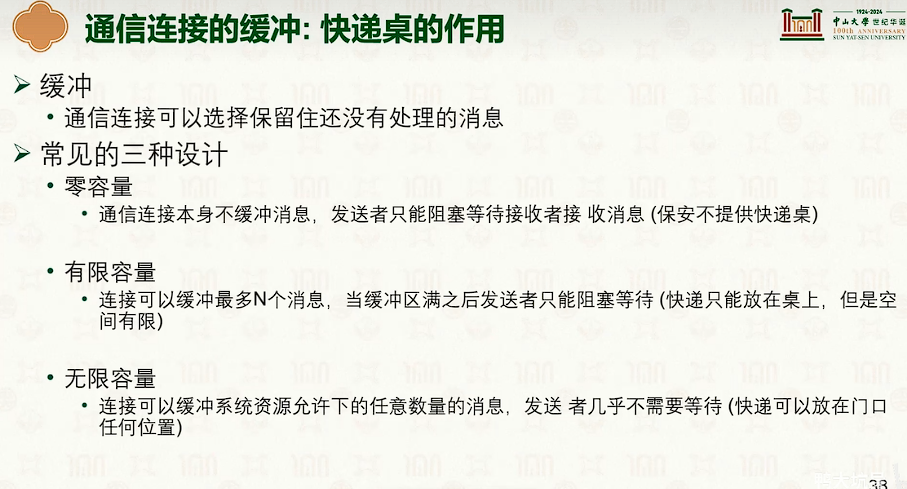 通信连接的缓冲: 快递桌的作用
1924-2024
中山大学 世纪华诞
100th ANNIVERSARY
SUN YAT-SEN UNIVERSITY
缓冲
通信连接可以选择保留住还没有处理的消息
常见的三种设计
零容量
通信连接本身不缓冲消息，发送者只能阻塞等待接收者接 收消息 (保安不提供快递桌)
有限容量
连接可以缓冲最多N个消息，当缓冲区满之后发送者只能阻塞等待 (快递只能放在桌上，但是空
间有限)
无限容量
连接可以缓冲系统资源允许下的任意数量的消息，发送 者几乎不需要等待 (快递可以放在门口
任何位置)
38